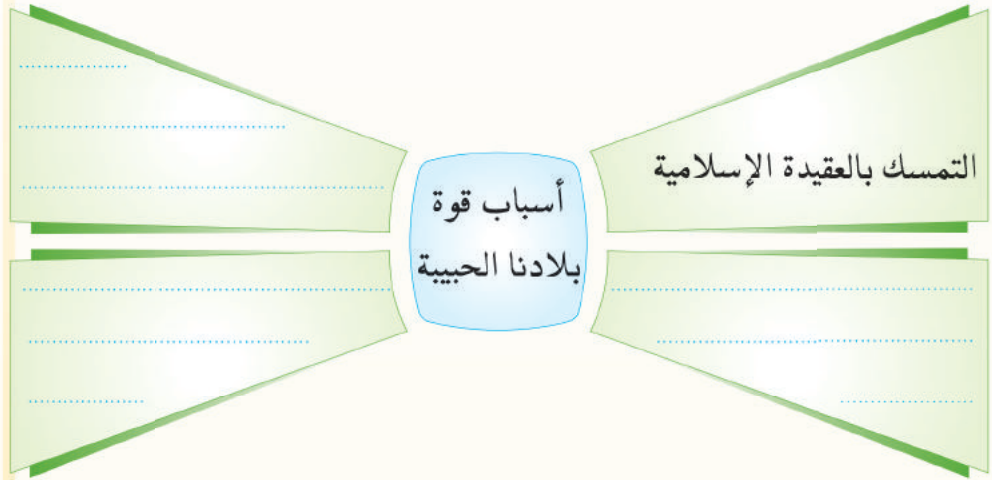 أسباب قوة
بلادنا الحبيبة
التمسك بالعقيدة الإسلامية